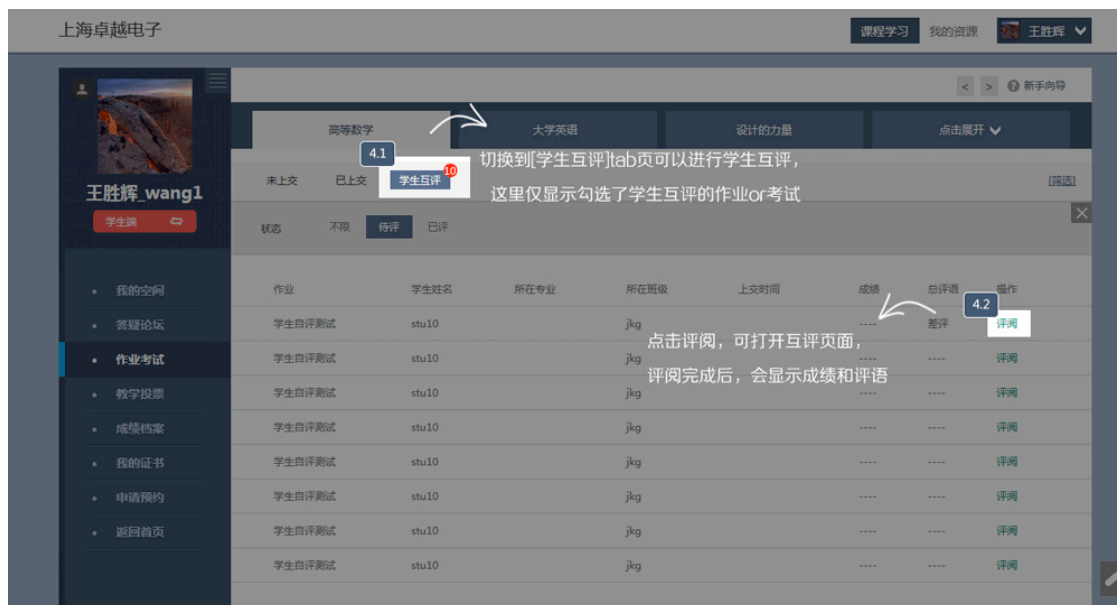 上海卓越电子
课程学习 我的资源 王胜辉
< > ? 新手向导
高等数学 大学英语 设计的力量 点击展开
4.1
切换到[学生互评]tab页可以进行学生互评，
未上交 已上交 学生互评 10
[筛选]
这里仅显示勾选了学生互评的作业or考试
王胜辉_wang1
学生端
状态 不限 待评 已评
我的空间
答疑论坛
作业考试
教学投票
成绩档案
我的证书
申请预约
返回首页
作业 学生姓名 所在专业 所在班级 上交时间 成绩 总评语 操作
4.2
学生自评测试 stu10 jkg ---- 差评 评阅
点击评阅，可打开互评页面，
学生自评测试 stu10 jkg ---- ---- 评阅
评阅完成后，会显示成绩和评语
学生自评测试 stu10 jkg ---- ---- 评阅
学生自评测试 stu10 jkg ---- ---- 评阅
学生自评测试 stu10 jkg ---- ---- 评阅
学生自评测试 stu10 jkg ---- ---- 评阅
学生自评测试 stu10 jkg ---- ---- 评阅
学生自评测试 stu10 jkg ---- ---- 评阅